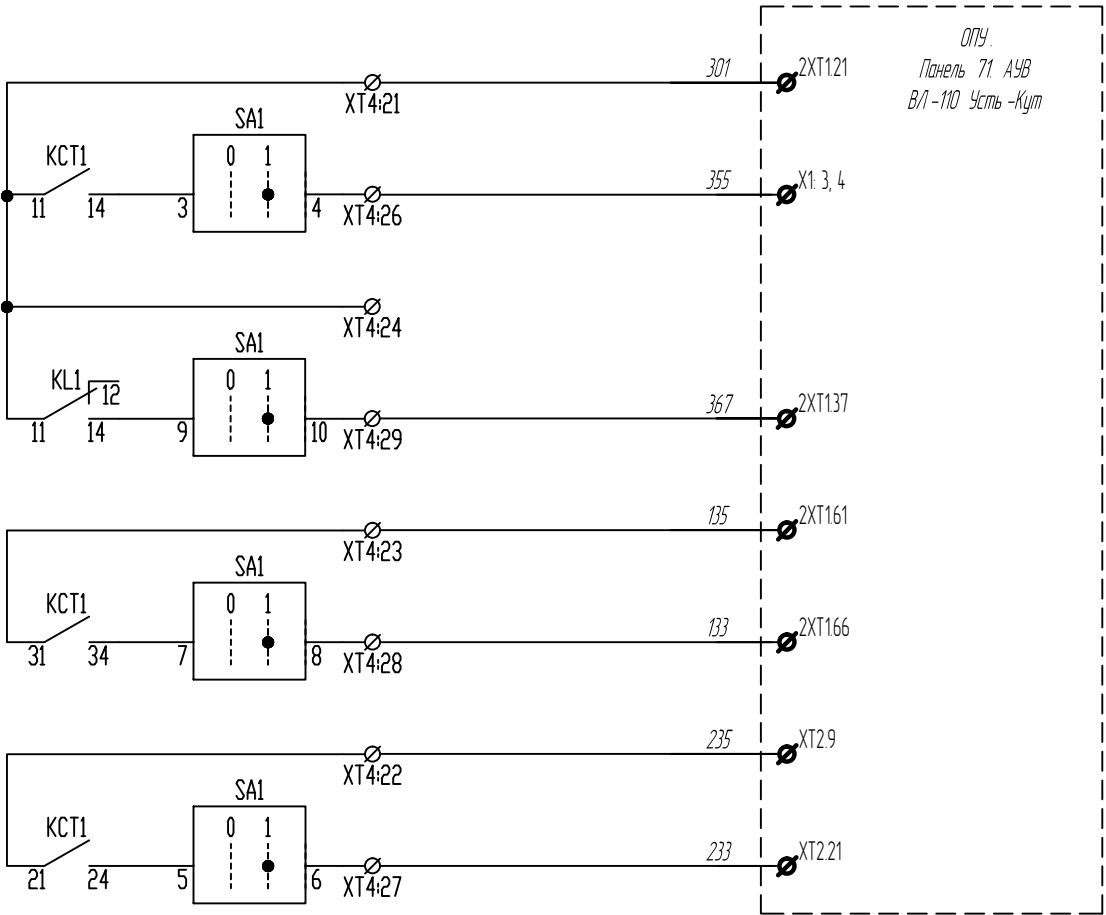 ОПУ.
Панель 71. АУВ
ВЛ-110 Усть-Кут
301
2XT1.21
XT4:21
SA1
0 1
KCT1
11 14 3 4
355
X1: 3, 4
XT4:26
XT4:24
SA1
0 1
KL1 12
11 14 9 10
367
2XT1.37
XT4:29
135
2XT1.61
XT4:23
SA1
0 1
KCT1
31 34 7 8
133
2XT1.66
XT4:28
235
XT2.9
XT4:22
SA1
0 1
KCT1
21 24 5 6
233
XT2.21
XT4:27